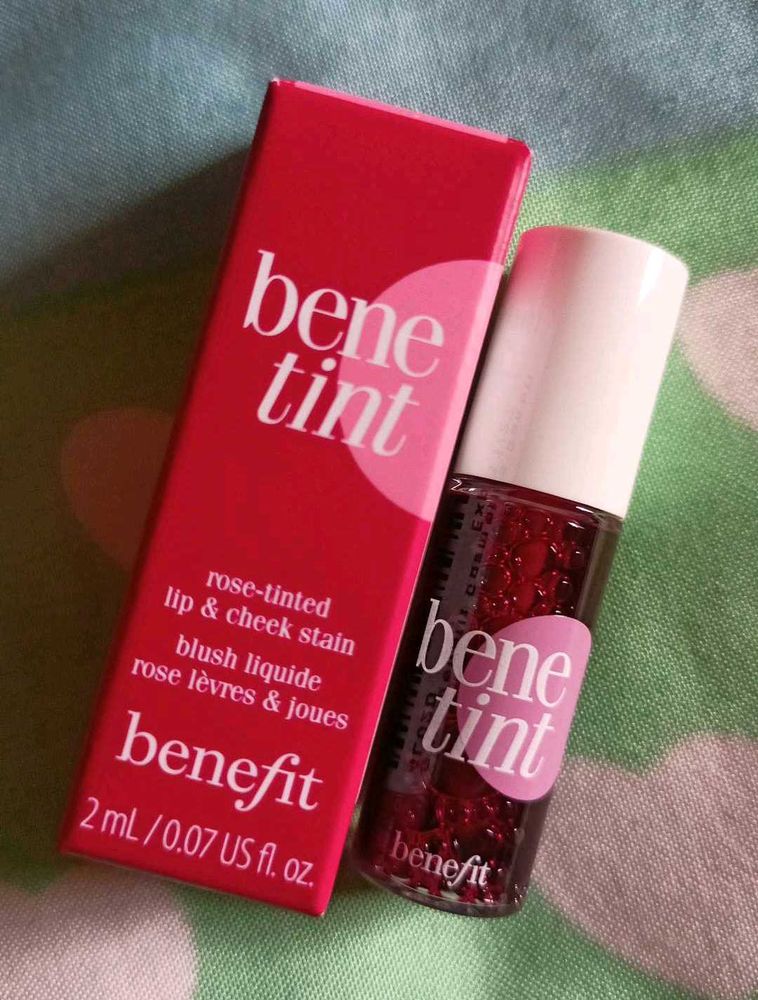 bene
tint
rose-tinted
lip & cheek stain
blush liquide
rose lèvres & joues
benefit
2 mL / 0.07 US fl. oz.
bene
tint
benefit